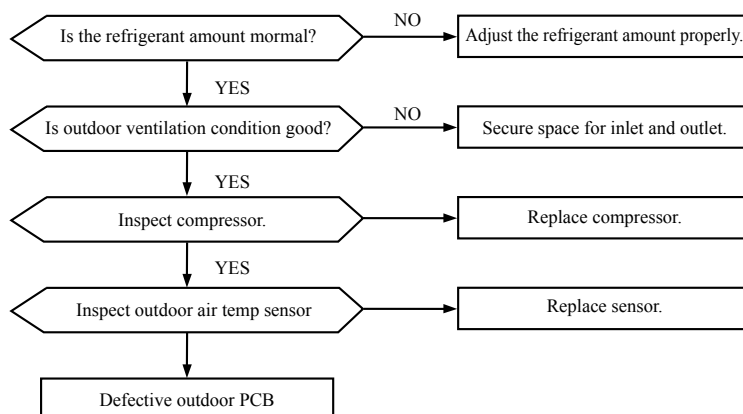 Is the refrigerant amount mormal?
NO
Adjust the refrigerant amount properly.
YES
Is outdoor ventilation condition good?
NO
Secure space for inlet and outlet.
YES
Inspect compressor.
Replace compressor.
YES
Inspect outdoor air temp sensor
Replace sensor.
Defective outdoor PCB